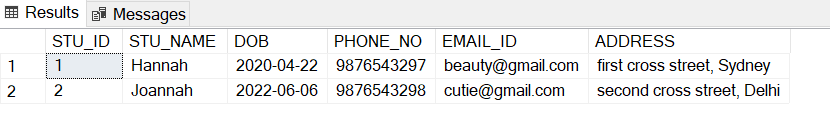 Results Messages
STU_ID STU_NAME DOB PHONE_NO EMAIL_ID ADDRESS
1 1 Hannah 2020-04-22 9876543297 beauty@gmail.com first cross street, Sydney
2 2 Joannah 2022-06-06 9876543298 cutie@gmail.com second cross street, Delhi